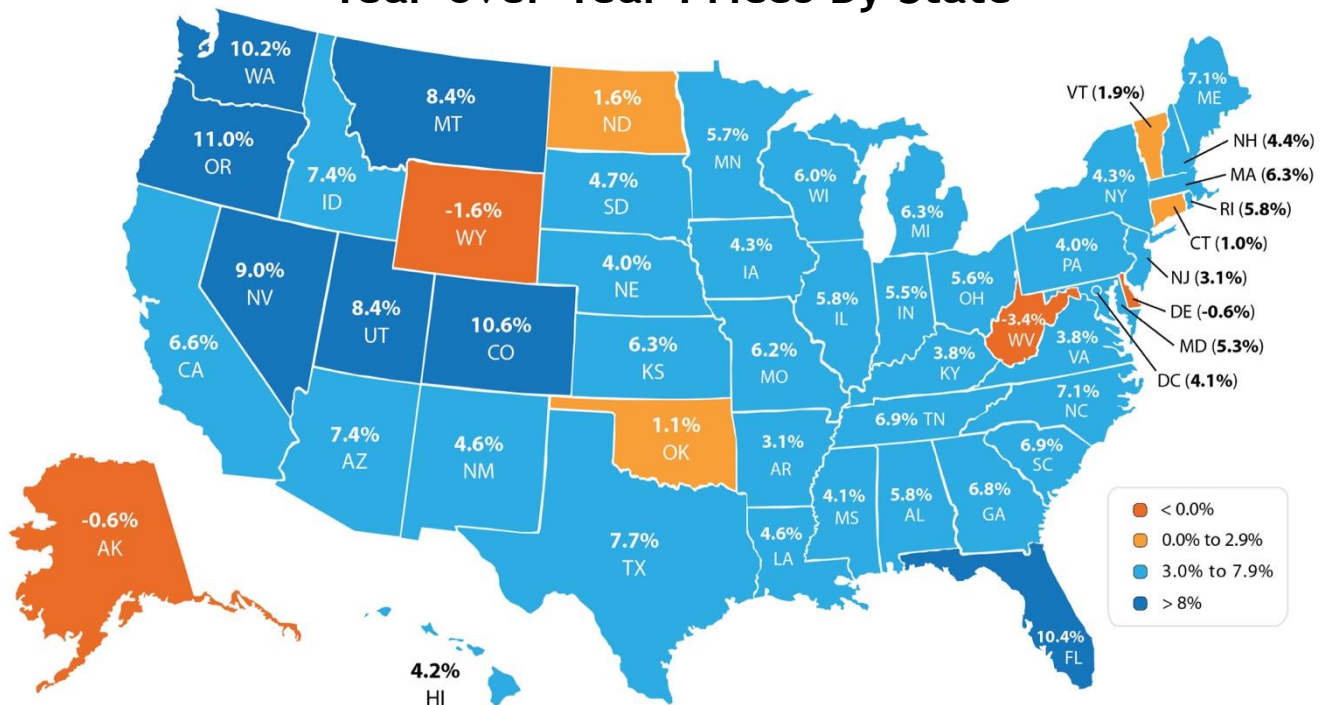 Year-Over-Year Prices By State
10.2%
WA
11.0%
OR
7.4%
ID
8.4%
MT
1.6%
ND
5.7%
MN
4.7%
SD
-1.6%
WY
6.0%
WI
6.3%
MI
4.3%
NY
7.1%
ME
VT (1.9%)
NH (4.4%)
MA (6.3%)
RI (5.8%)
CT (1.0%)
NJ (3.1%)
DE (-0.6%)
MD (5.3%)
DC (4.1%)
9.0%
NV
8.4%
UT
10.6%
CO
4.0%
NE
4.3%
IA
5.8%
IL
5.5%
IN
5.6%
OH
4.0%
PA
-3.4%
WV
3.8%
VA
6.6%
CA
6.3%
KS
6.2%
MO
3.8%
KY
7.1%
NC
7.4%
AZ
4.6%
NM
1.1%
OK
3.1%
AR
6.9% TN
6.9%
SC
7.7%
TX
4.6%
LA
4.1%
MS
5.8%
AL
6.8%
GA
10.4%
FL
-0.6%
AK
4.2%
HI
< 0.0%
0.0% to 2.9%
3.0% to 7.9%
> 8%